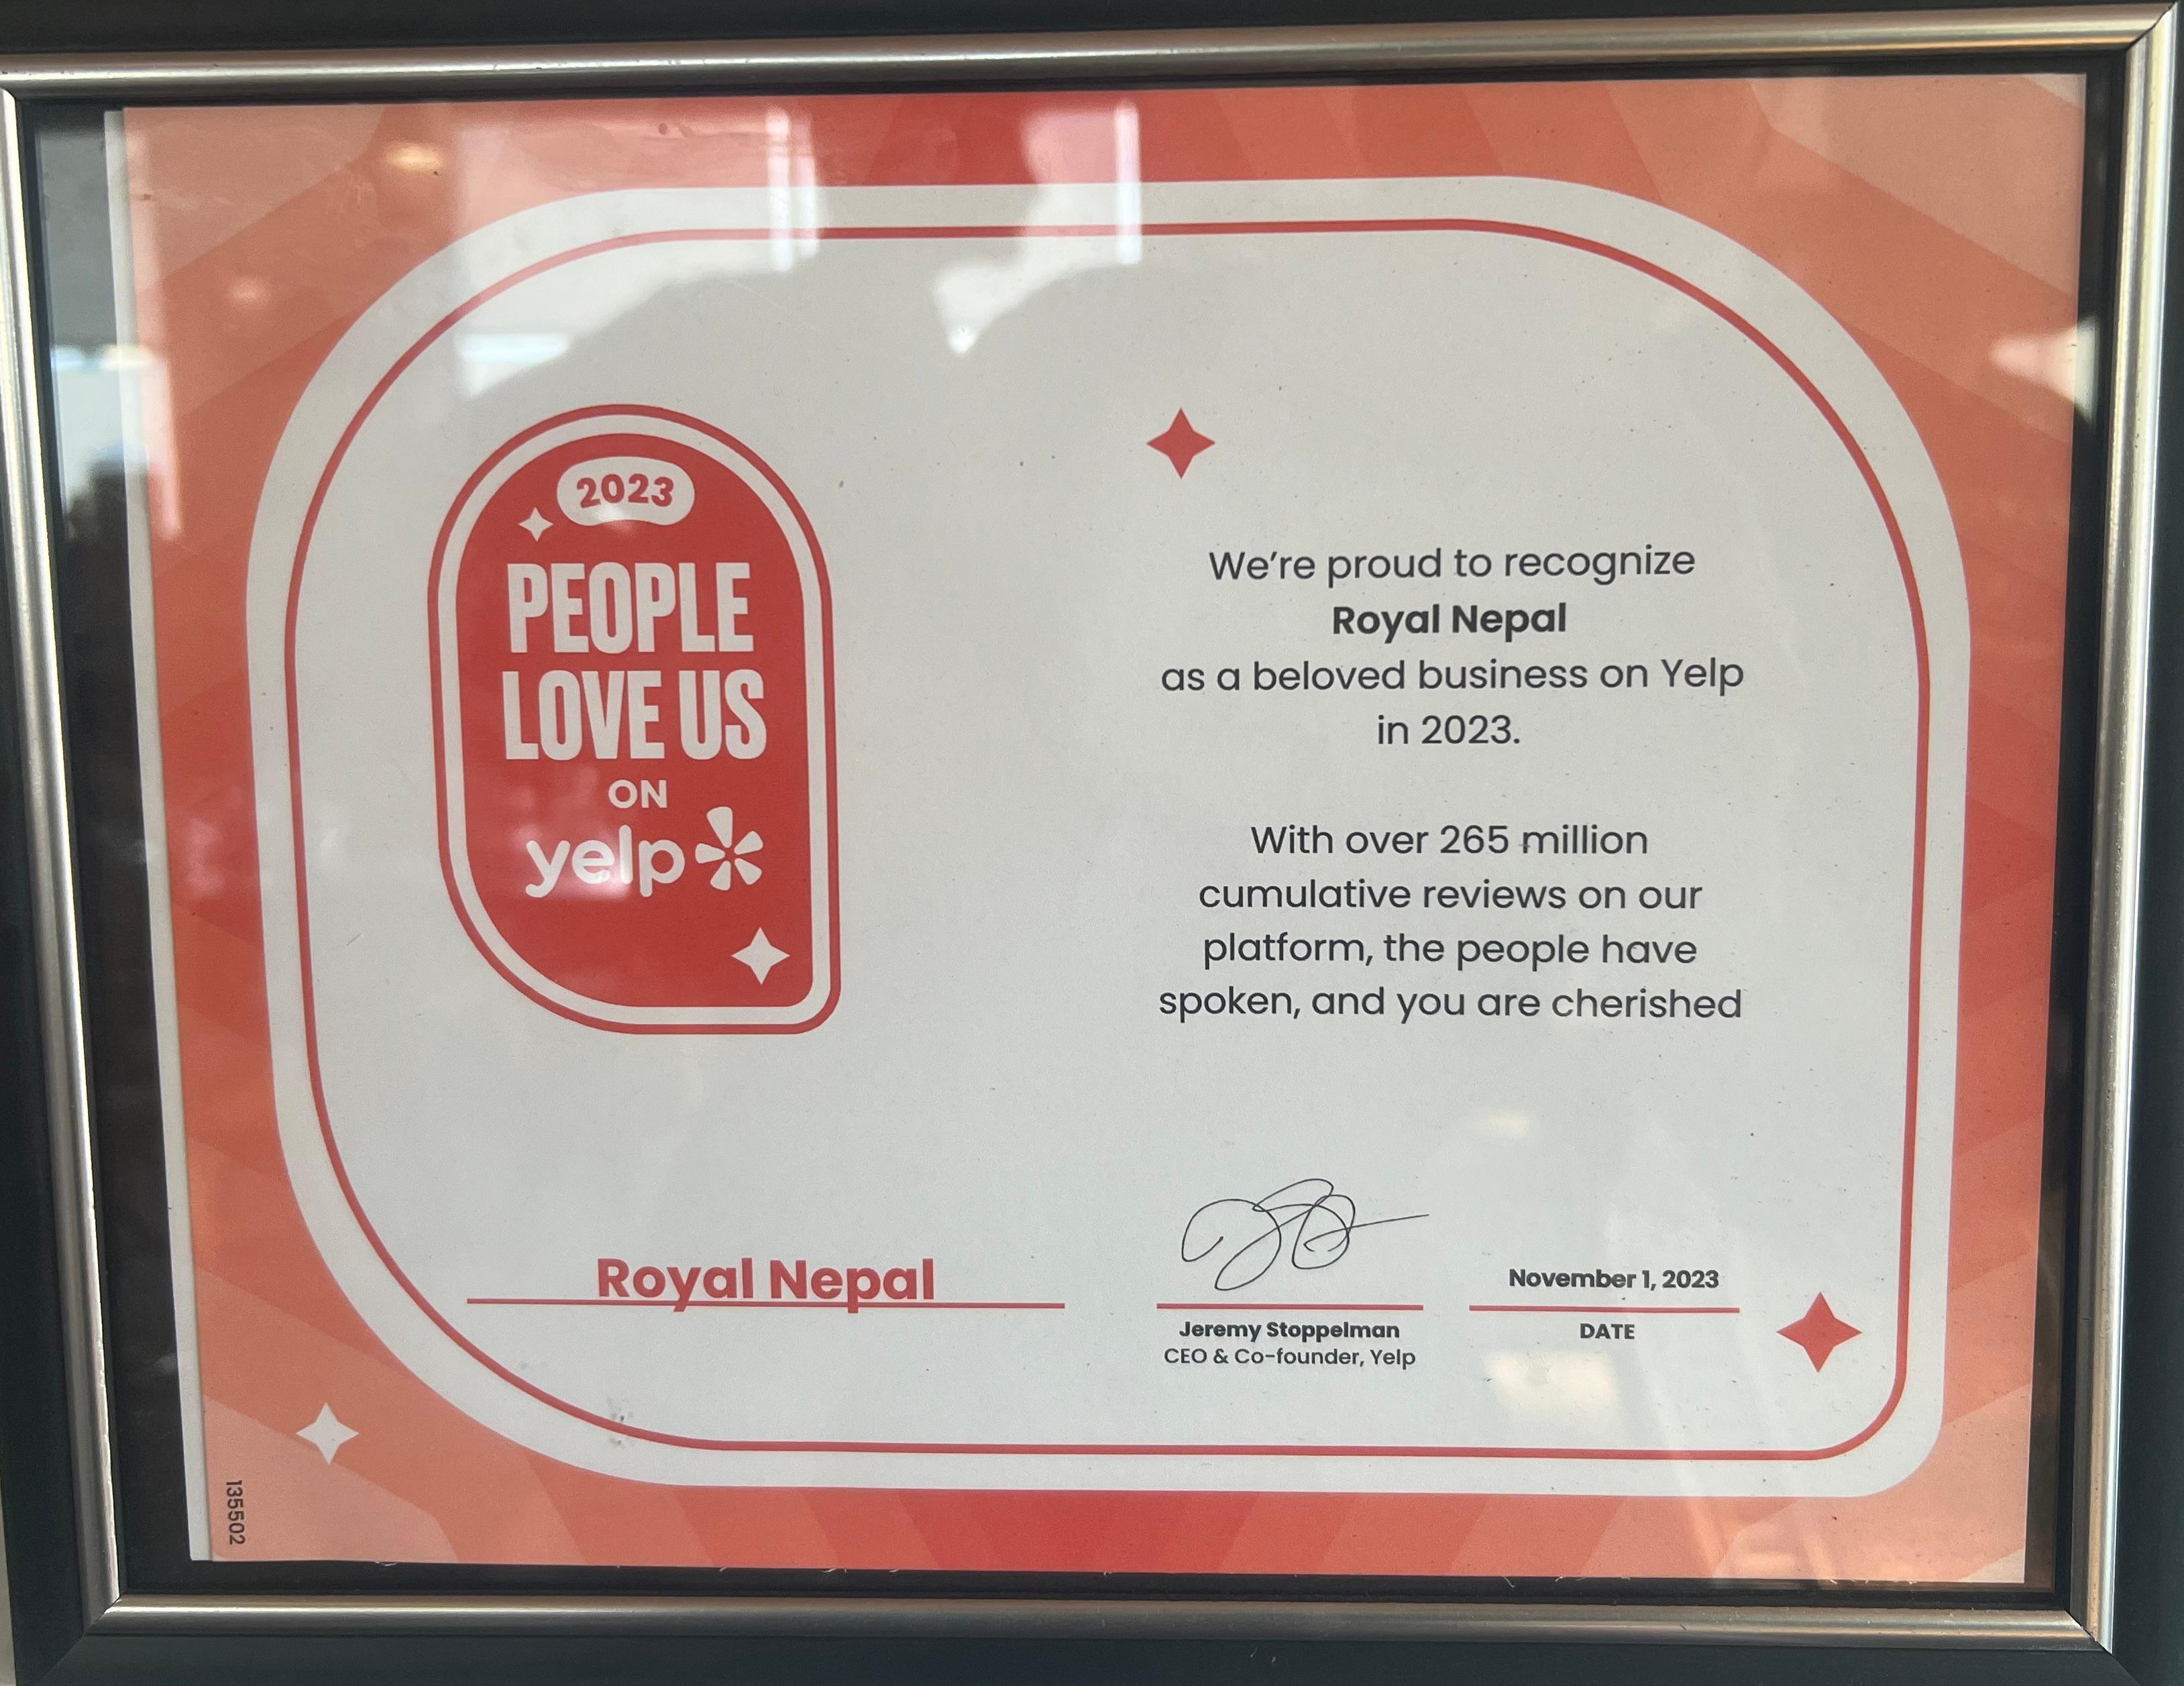 2023
PEOPLE
LOVE US
ON
yelp
We're proud to recognize
Royal Nepal
as a beloved business on Yelp
in 2023.
With over 265 million
cumulative reviews on our
platform, the people have
spoken, and you are cherished
Royal Nepal
November 1, 2023
Jeremy Stoppelman
CEO & Co-founder, Yelp
DATE
135502